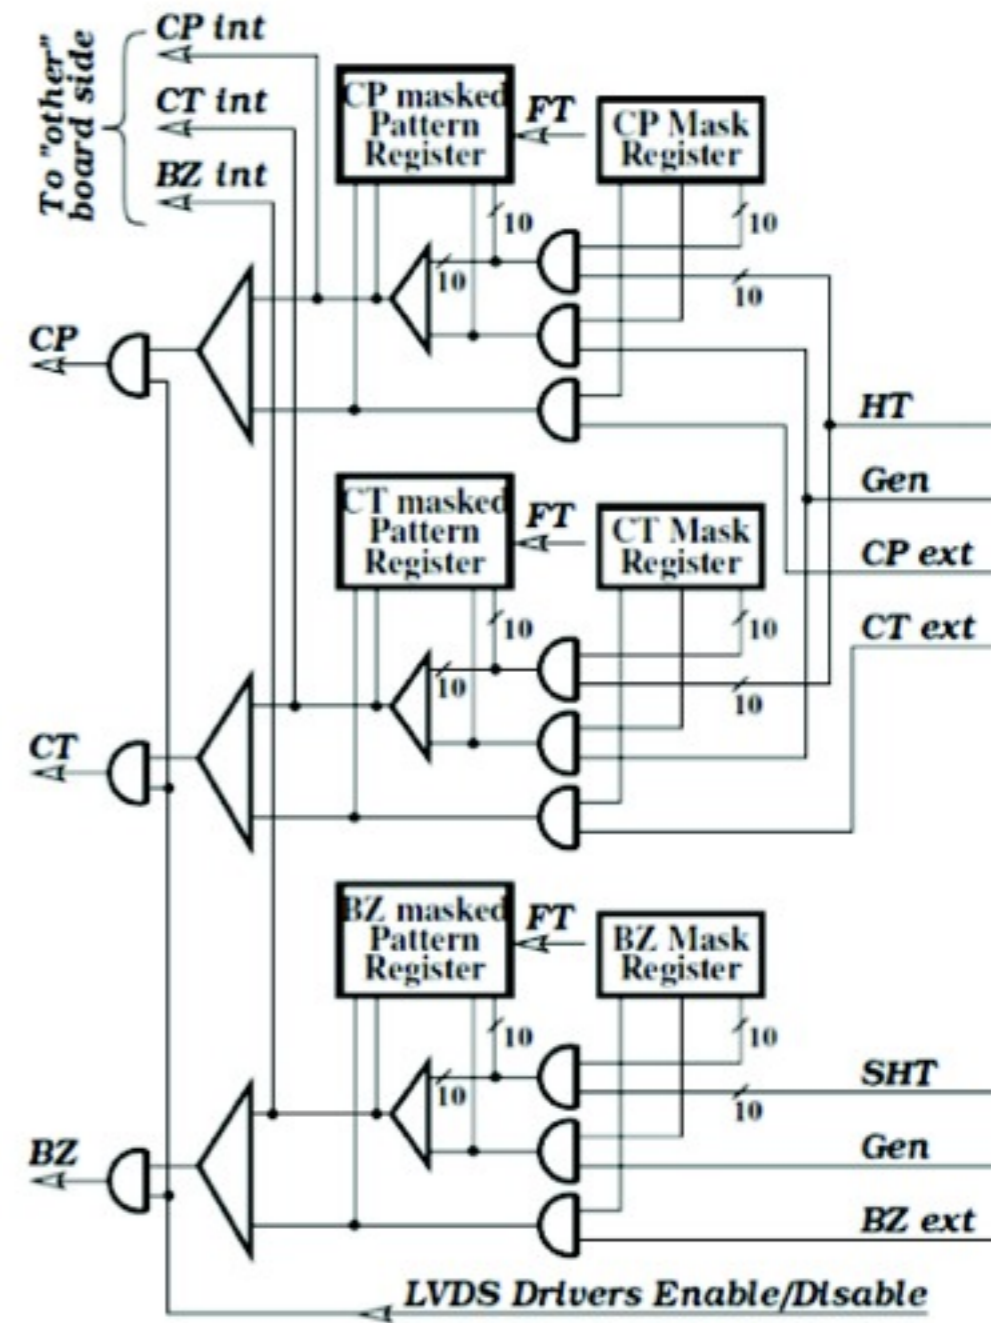 To "other"
board side
CP int
CT int
BZ int
CP masked
Pattern
Register
FT
CP Mask
Register
10
10
10
10
CP
HT
Gen
CP ext
CT ext
CT masked
Pattern
Register
FT
CT Mask
Register
10
10
10
10
CT
BZ masked
Pattern
Register
FT
BZ Mask
Register
10
10
10
10
SHT
Gen
BZ ext
BZ
LVDS Drivers Enable/Disable